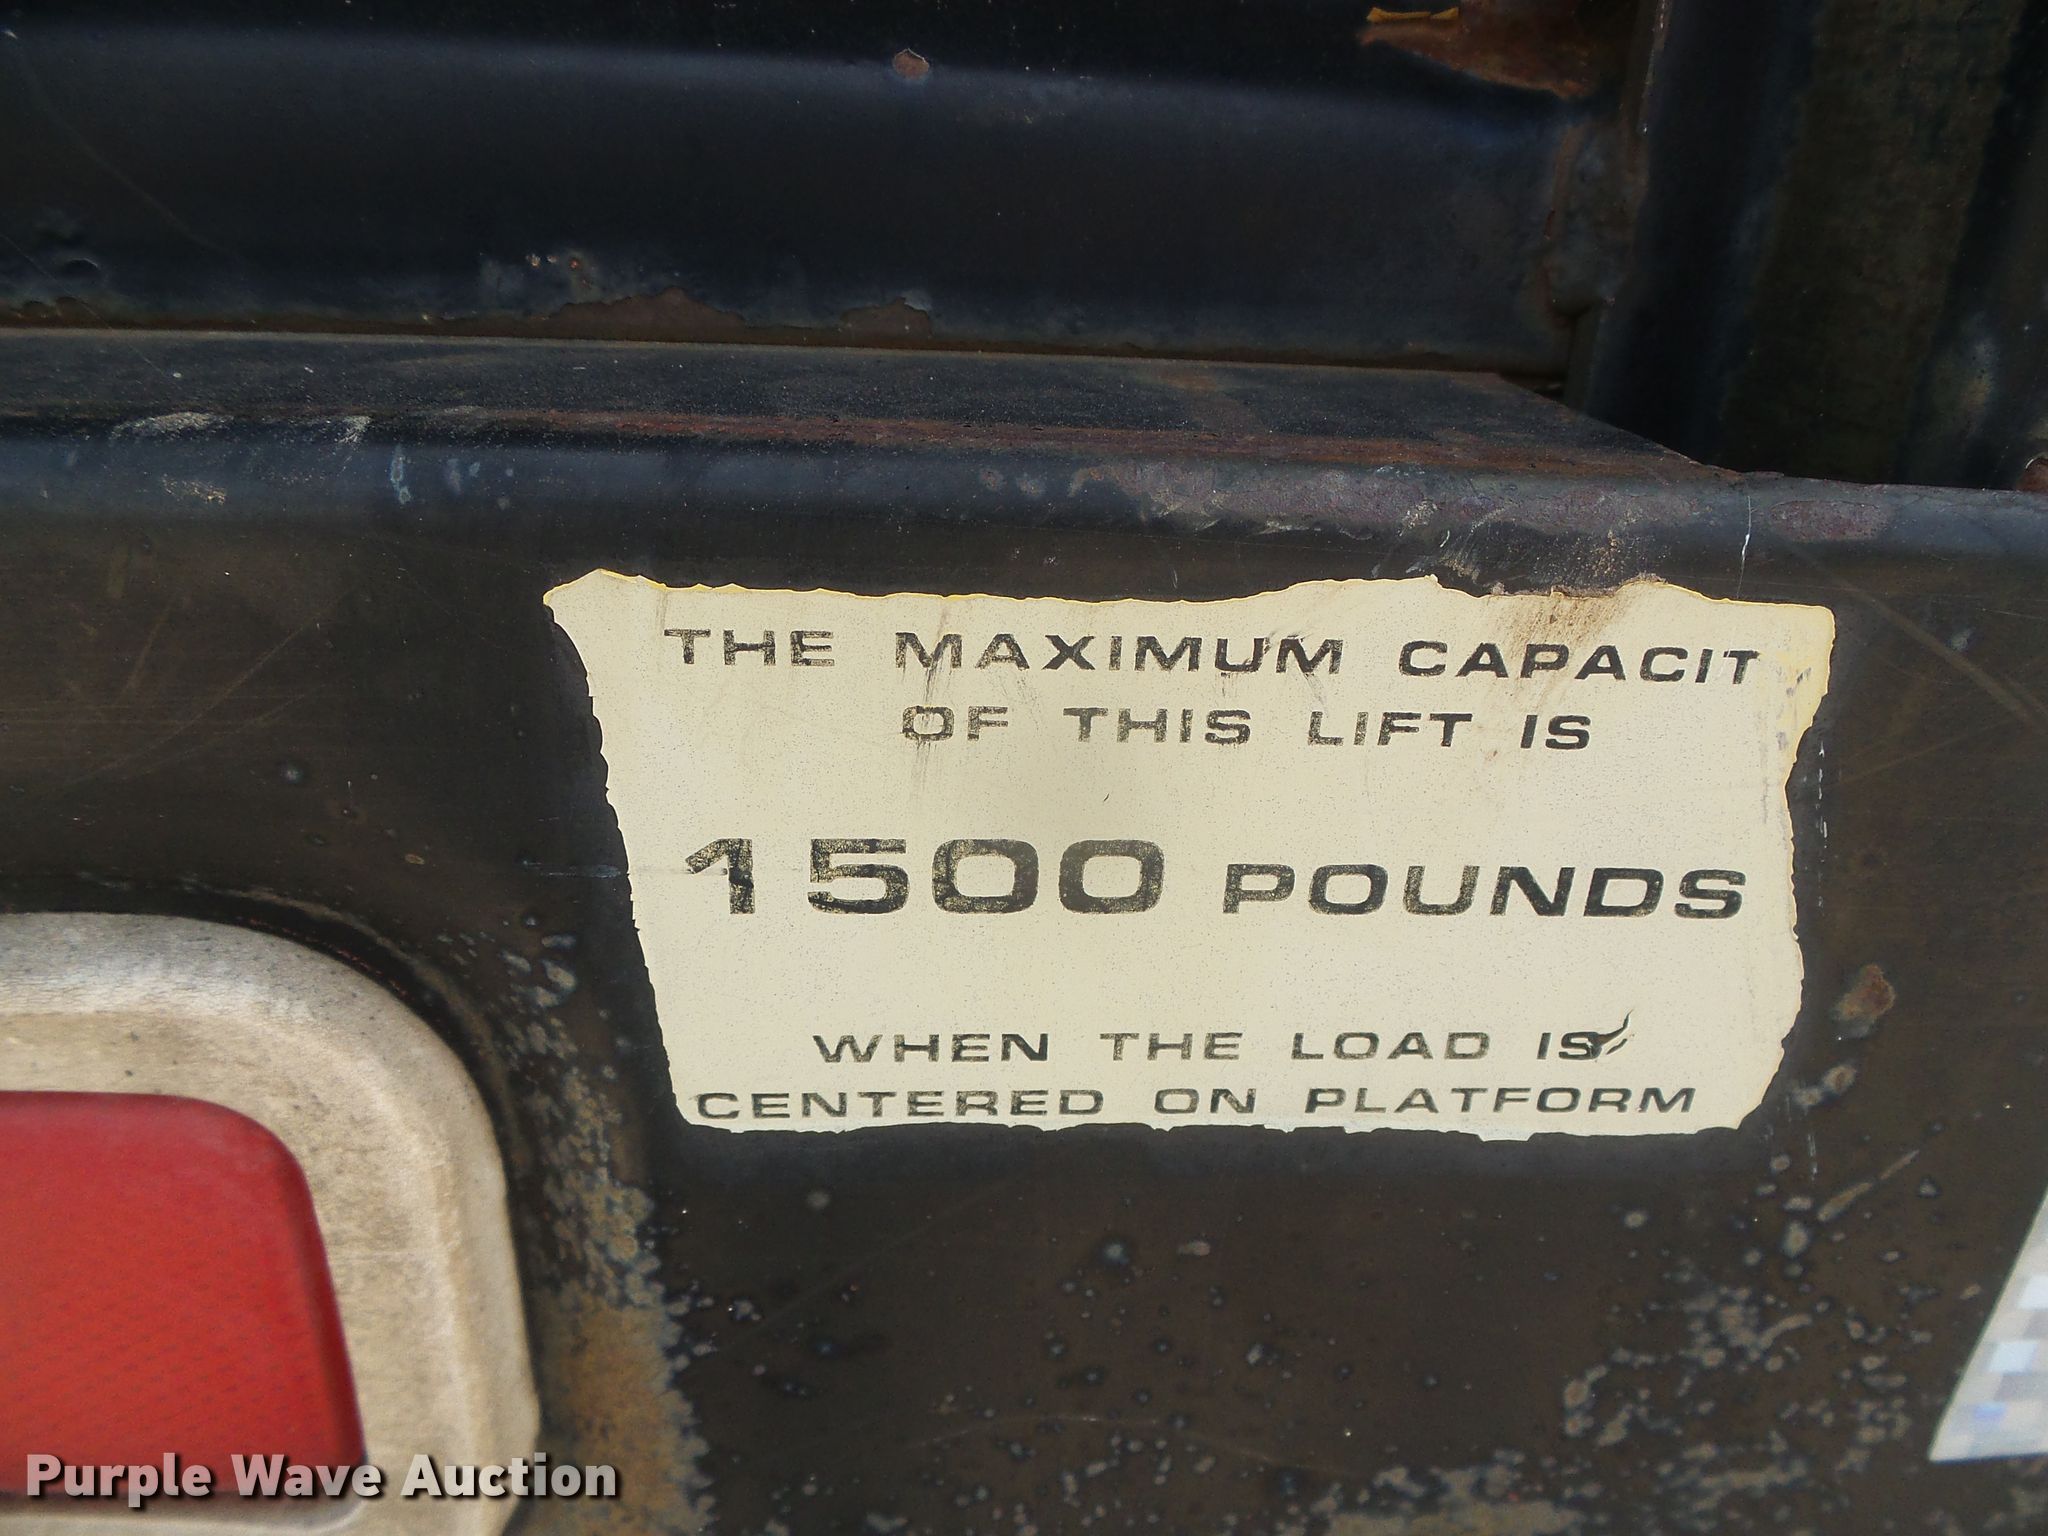 THE MAXIMUM CAPACIT
OF THIS LIFT IS
1500 POUNDS
WHEN THE LOAD IS
CENTERED ON PLATFORM
Purple Wave Auction